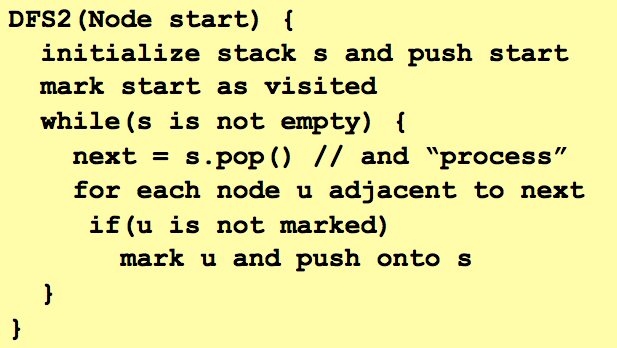 DFS2(Node start) {
initialize stack s and push start
mark start as visited
while(s is not empty) {
next = s.pop() // and “process”
for each node u adjacent to next
if(u is not marked)
mark u and push onto s
}
}